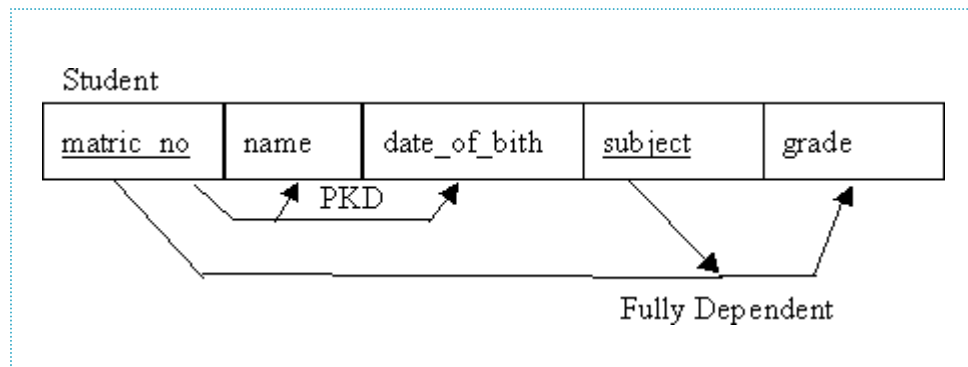 Student
matric_no name date_of_bith subject grade
PKD
Fully Dependent